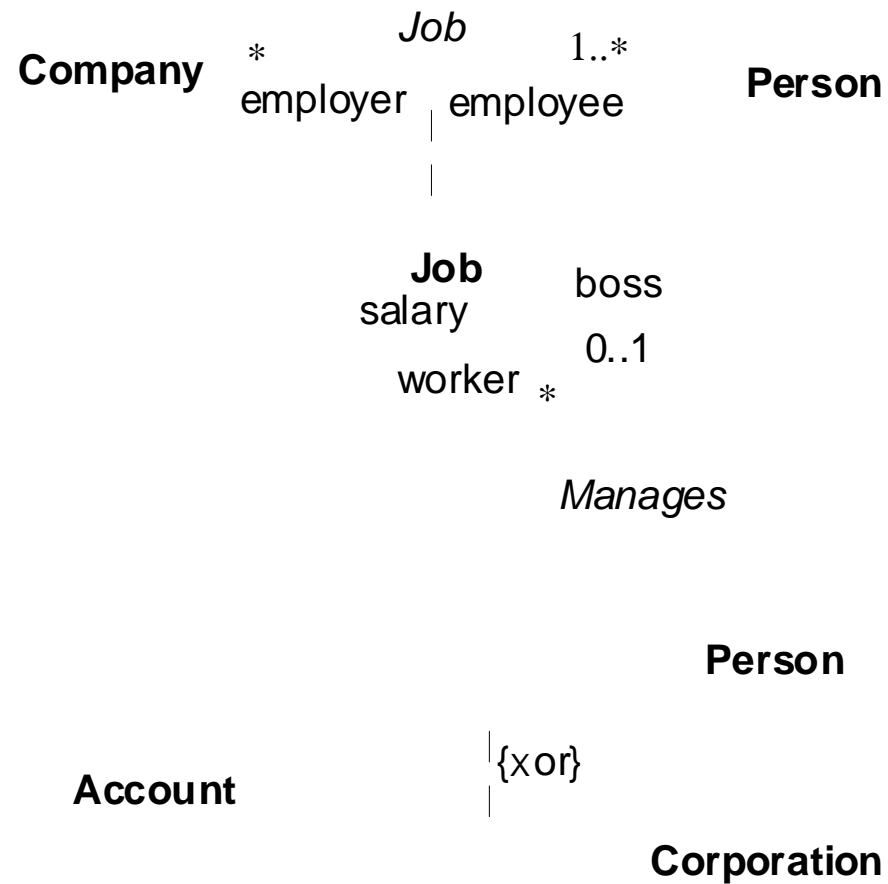 * Job 1..*
Company Person
employer employee
Job boss
salary
0..1
worker *
Manages
Person
{xor}
Account
Corporation